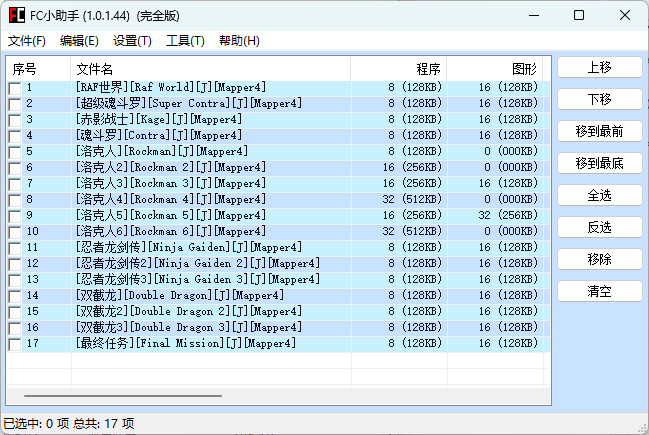 FC FC小助手 (1.0.1.44) (完全版)
文件(F) 编辑(E) 设置(T) 工具(T) 帮助(H)
序号 文件名 程序 图形
1 [RAF世界][Raf World][J][Mapper4] 8 (128KB) 16 (128KB)
2 [超级魂斗罗][Super Contra][J][Mapper4] 8 (128KB) 16 (128KB)
3 [赤影战士][Kage][J][Mapper4] 8 (128KB) 16 (128KB)
4 [魂斗罗][Contra][J][Mapper4] 8 (128KB) 16 (128KB)
5 [洛克人][Rockman][J][Mapper4] 8 (128KB) 0 (000KB)
6 [洛克人2][Rockman 2][J][Mapper4] 16 (256KB) 0 (000KB)
7 [洛克人3][Rockman 3][J][Mapper4] 16 (256KB) 16 (128KB)
8 [洛克人4][Rockman 4][J][Mapper4] 32 (512KB) 0 (000KB)
9 [洛克人5][Rockman 5][J][Mapper4] 16 (256KB) 32 (256KB)
10 [洛克人6][Rockman 6][J][Mapper4] 32 (512KB) 0 (000KB)
11 [忍者龙剑传][Ninja Gaiden][J][Mapper4] 8 (128KB) 16 (128KB)
12 [忍者龙剑传2][Ninja Gaiden 2][J][Mapper4] 8 (128KB) 16 (128KB)
13 [忍者龙剑传3][Ninja Gaiden 3][J][Mapper4] 8 (128KB) 16 (128KB)
14 [双截龙][Double Dragon][J][Mapper4] 8 (128KB) 16 (128KB)
15 [双截龙2][Double Dragon 2][J][Mapper4] 8 (128KB) 16 (128KB)
16 [双截龙3][Double Dragon 3][J][Mapper4] 8 (128KB) 16 (128KB)
17 [最终任务][Final Mission][J][Mapper4] 8 (128KB) 16 (128KB)
上移
下移
移到最前
移到最底
全选
反选
移除
清空
已选中: 0 项 总共: 17 项